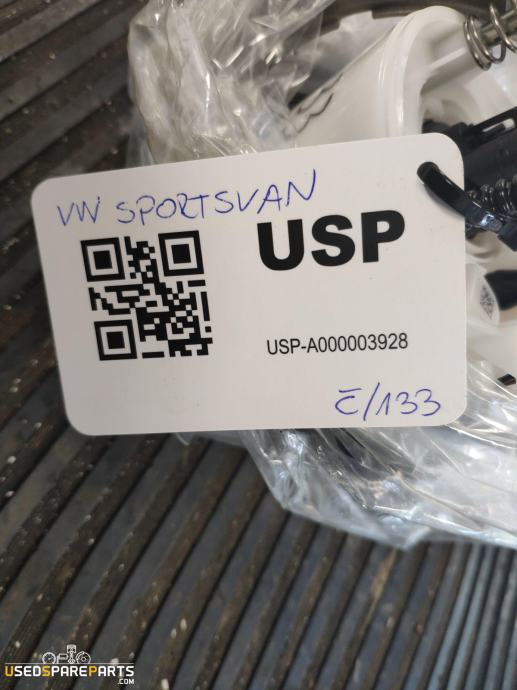 VW SPORTSVAN
USP
USP-A000003928
E/133
USEDSPAREPARTS
.COM